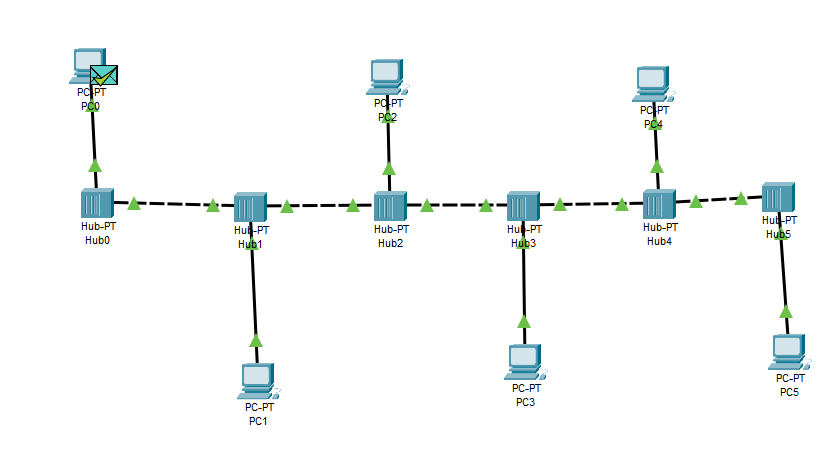 PC-PT
PC0
PC-PT
PC2
PC-PT
PC4
Hub-PT
Hub0
Hub-PT
Hub1
Hub-PT
Hub2
Hub-PT
Hub3
Hub-PT
Hub4
Hub-PT
Hub5
PC-PT
PC1
PC-PT
PC3
PC-PT
PC5